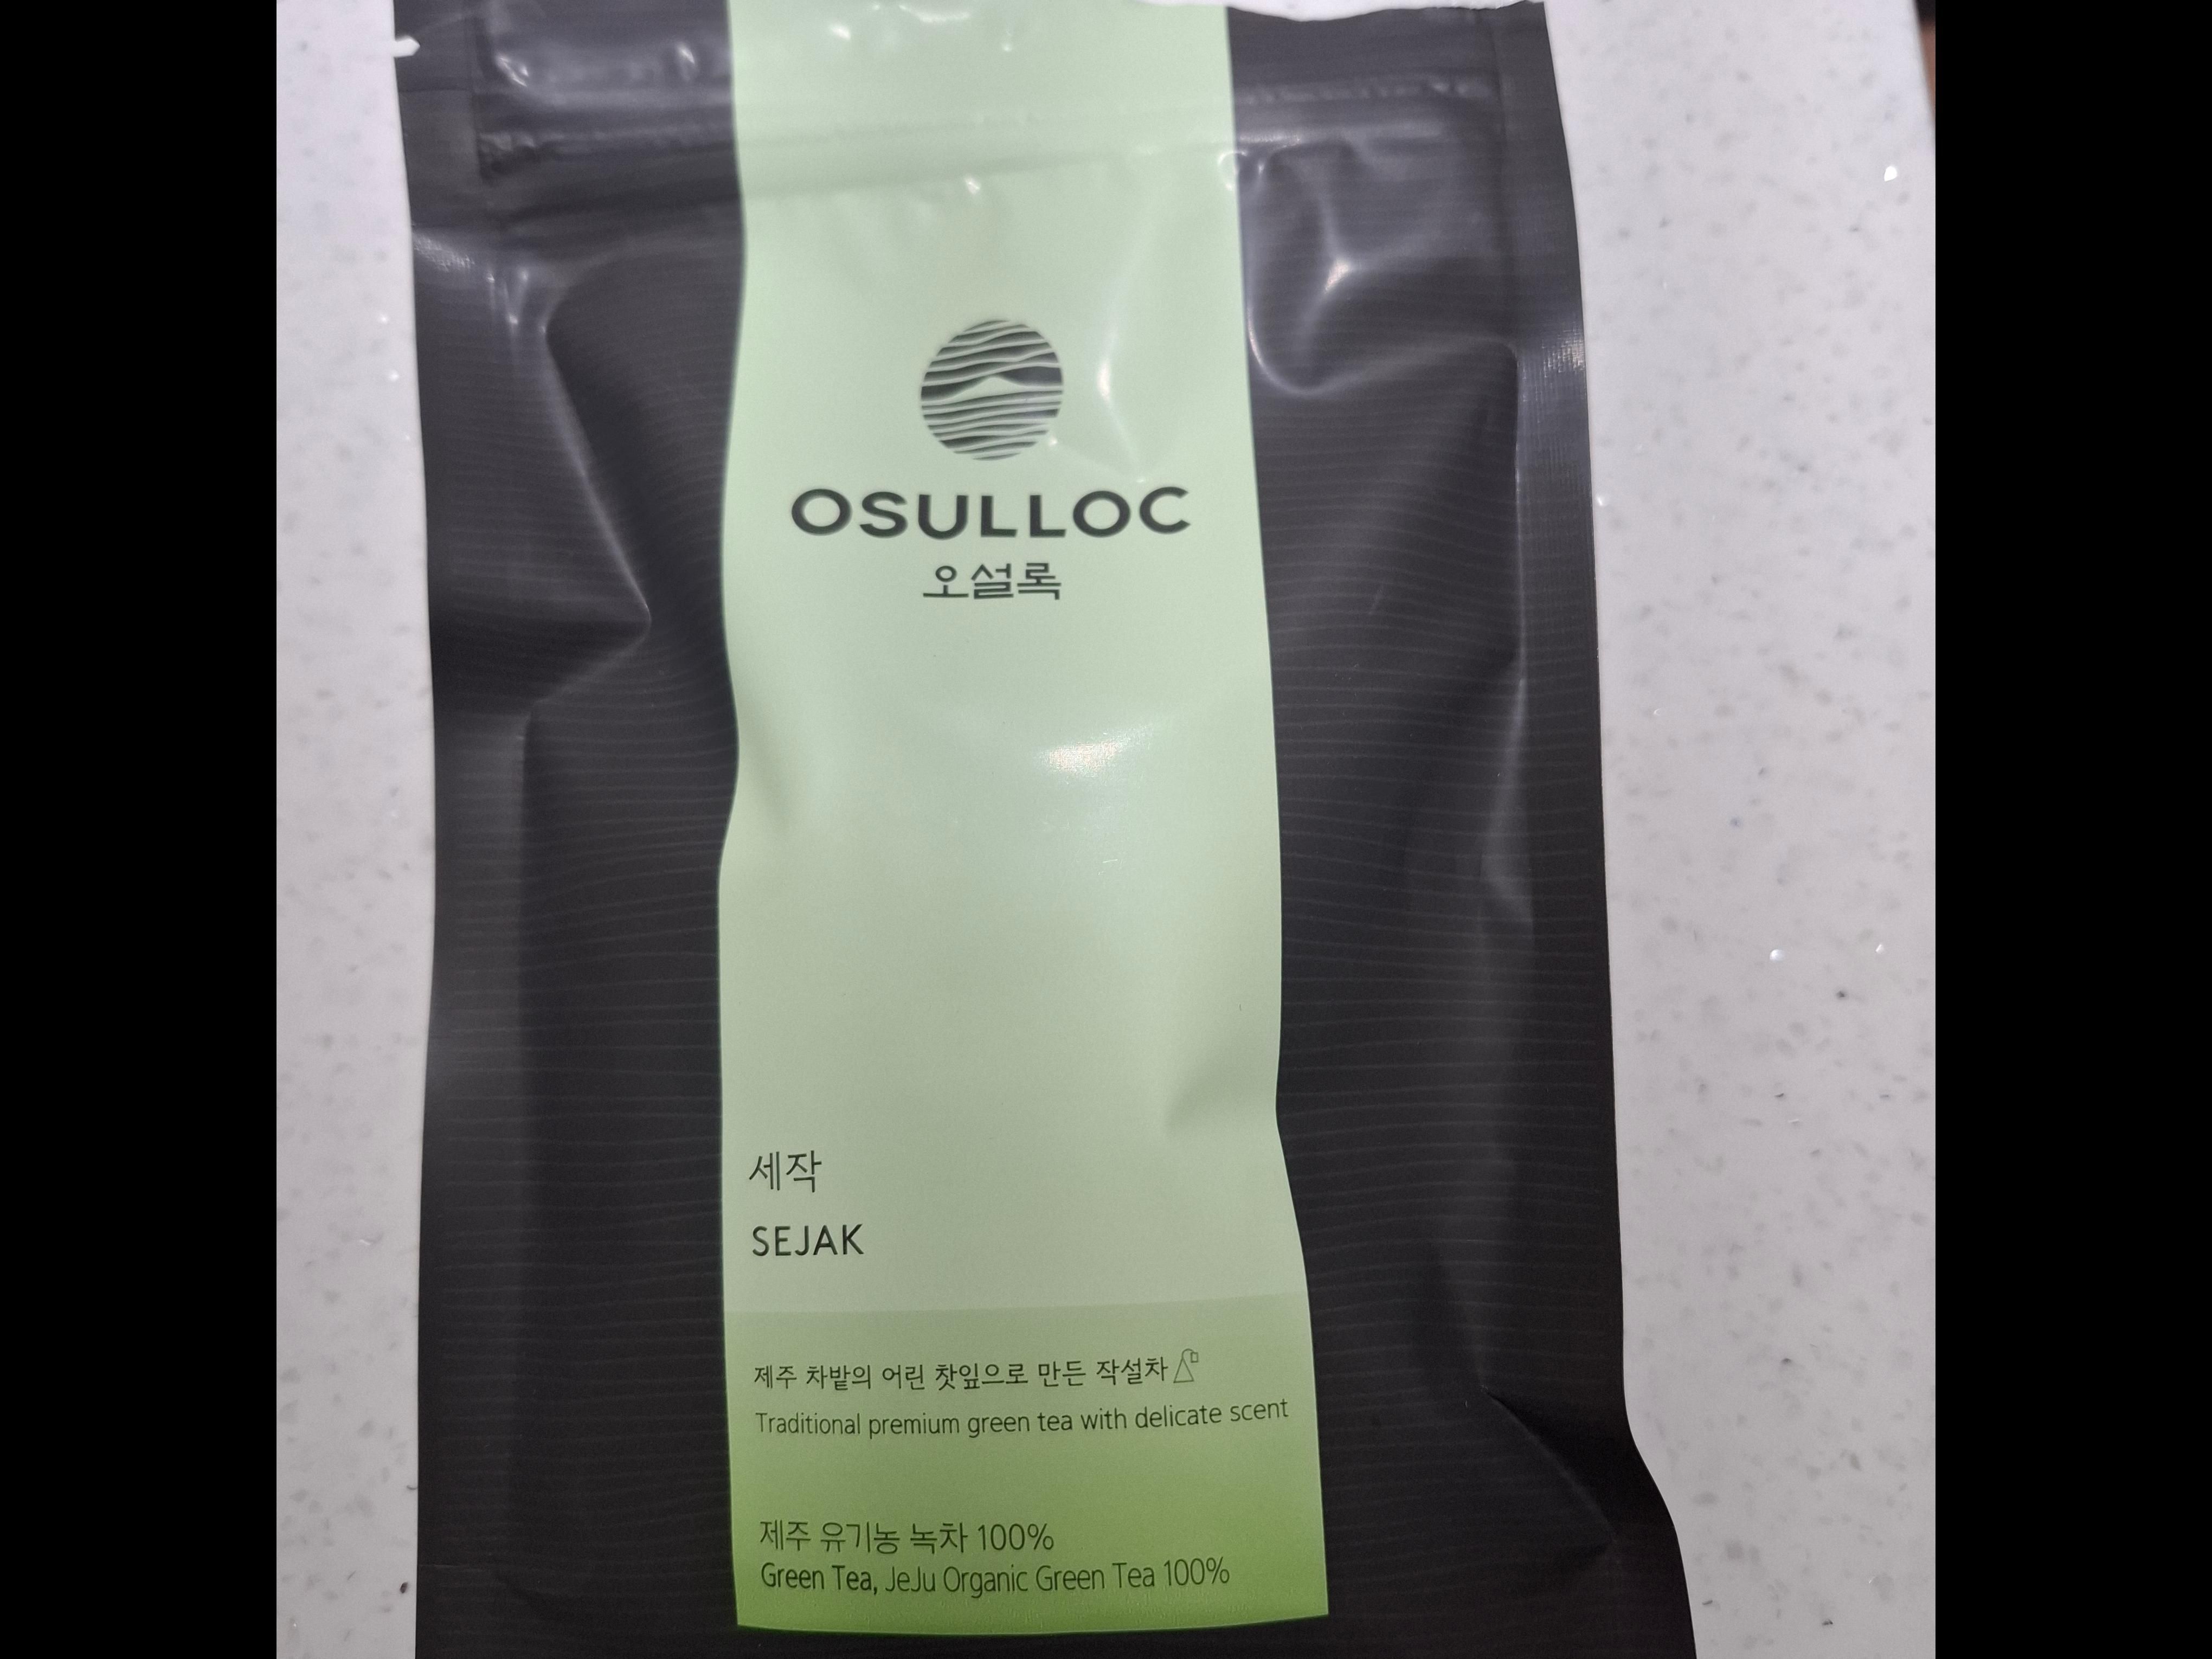 OSULLOC
오설록
세작
SEJAK
제주 차밭의 어린 찻잎으로 만든 작설차
Traditional premium green tea with delicate scent
제주 유기농 녹차 100%
Green Tea, JeJu Organic Green Tea 100%